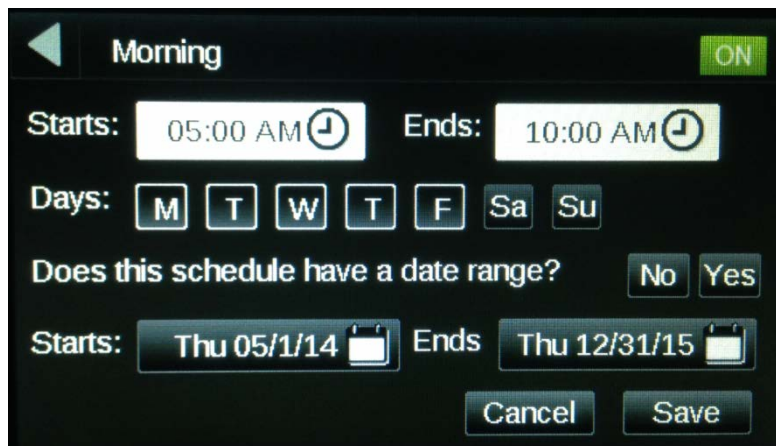 Morning ON
Starts: 05:00 AM Ends: 10:00 AM
Days: M T W T F Sa Su
Does this schedule have a date range? No Yes
Starts: Thu 05/1/14 Ends Thu 12/31/15
Cancel Save